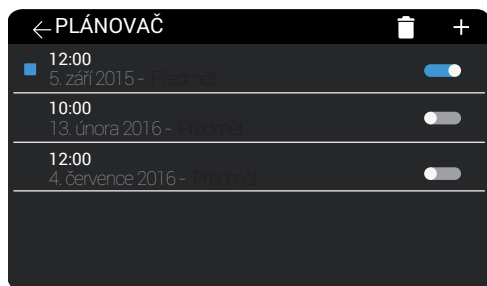 PLÁNOVAČ
12:00
5. září 2015 - Předmět
10:00
13. února 2016 - Předmět
12:00
4. července 2016 - Předmět